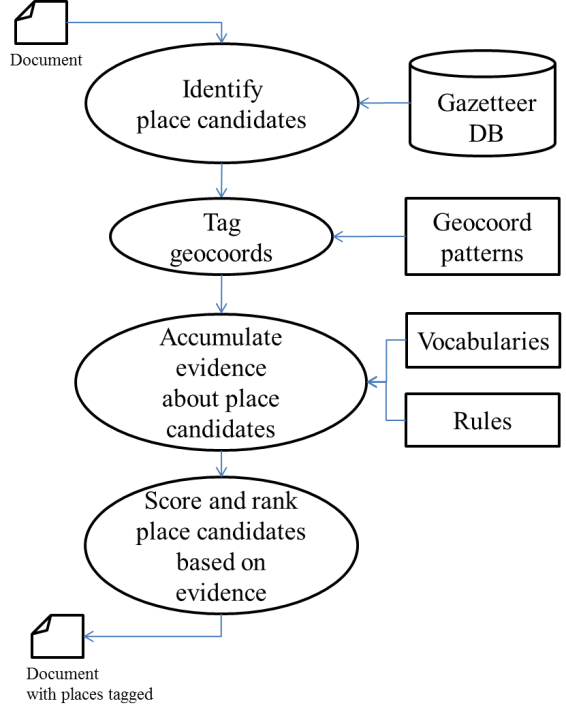 Document
Identify
place candidates
Gazetteer
DB
Tag
geocoords
Geocoord
patterns
Accumulate
evidence
about place
candidates
Vocabularies
Rules
Score and rank
place candidates
based on
evidence
Document
with places tagged